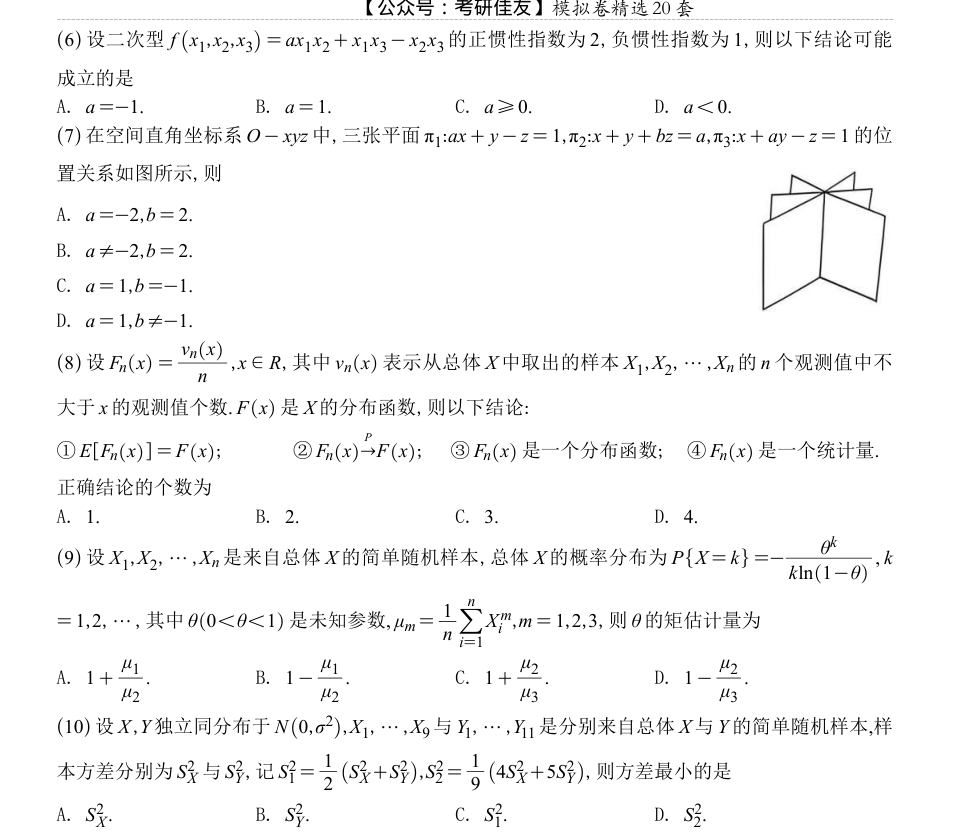 【公众号：考研佳友】模拟卷精选20套
(6) 设二次型 f(x₁,x₂,x₃) = ax₁x₂+x₁x₃-x₂x₃ 的正惯性指数为 2, 负惯性指数为 1, 则以下结论可能
成立的是
A. a=-1. B. a=1. C. a⩾0. D. a<0.
(7) 在空间直角坐标系 O-xyz 中, 三张平面 π₁:ax+y-z=1,π₂:x+y+bz=a,π₃:x+ay-z=1 的位
置关系如图所示, 则
A. a=-2,b=2.
B. a≠-2,b=2.
C. a=1,b=-1.
D. a=1,b≠-1.
(8) 设 Fₙ(x) = vₙ(x)/n ,x∈R, 其中 vₙ(x) 表示从总体 X 中取出的样本 X₁,X₂, ⋯ ,Xₙ 的 n 个观测值中不
大于 x 的观测值个数. F(x) 是 X 的分布函数, 则以下结论:
① E[Fₙ(x)]=F(x); ② Fₙ(x) →ᴾ F(x); ③ Fₙ(x) 是一个分布函数; ④ Fₙ(x) 是一个统计量.
正确结论的个数为
A. 1. B. 2. C. 3. D. 4.
(9) 设 X₁,X₂, ⋯ ,Xₙ 是来自总体 X 的简单随机样本, 总体 X 的概率分布为 P{X=k} =- θᵏ/(kln(1-θ)) , k
=1,2, ⋯ , 其中 θ(0<θ<1) 是未知参数, μₘ = 1/n ∑ᵢ₌₁ⁿ Xᵢᵐ,m=1,2,3, 则 θ 的矩估计量为
A. 1+ μ₁/μ₂. B. 1- μ₁/μ₂. C. 1+ μ₂/μ₃. D. 1- μ₂/μ₃.
(10) 设 X,Y 独立同分布于 N(0,σ²),X₁, ⋯ ,X₉ 与 Y₁, ⋯ ,Y₁₁ 是分别来自总体 X 与 Y 的简单随机样本,样
本方差分别为 S_X² 与 S_Y², 记 S₁² = 1/2 (S_X²+S_Y²),S₂² = 1/9 (4S_X²+5S_Y²), 则方差最小的是
A. S_X². B. S_Y². C. S₁². D. S₂².